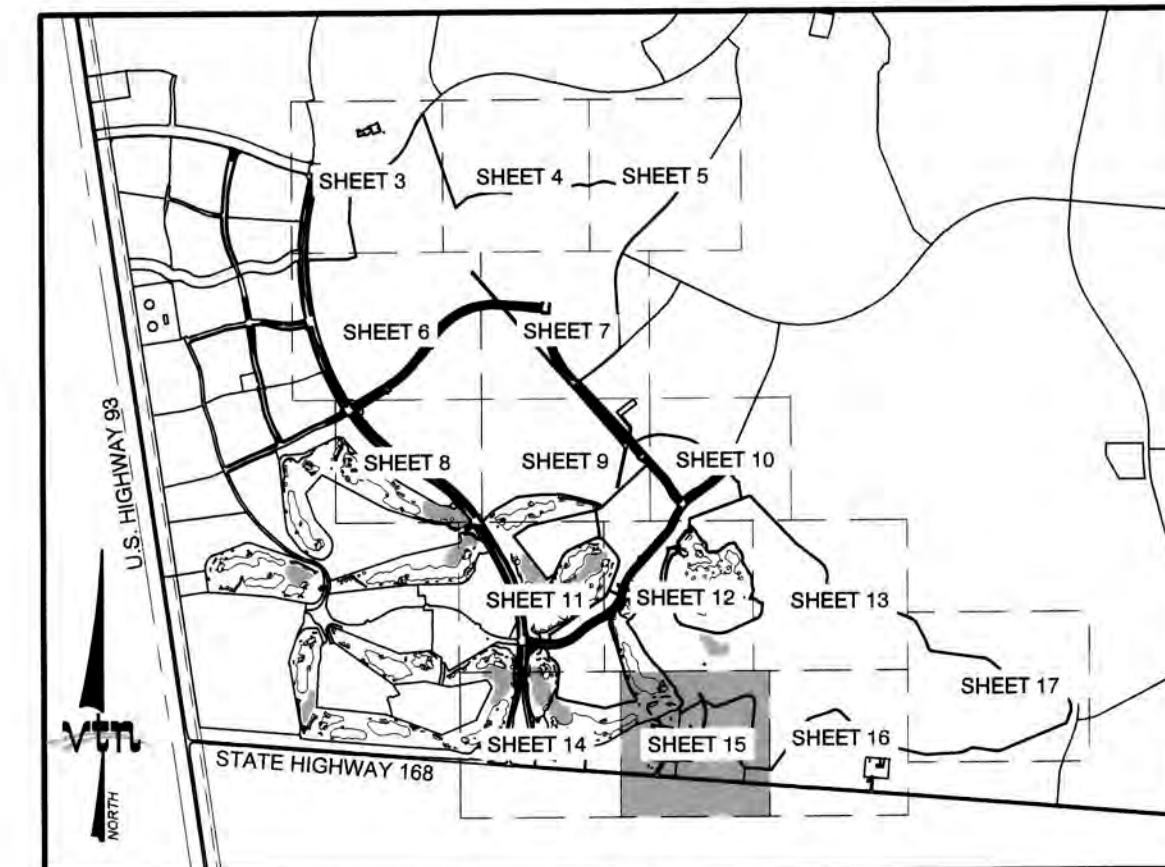 SHEET 3
SHEET 4
SHEET 5
SHEET 6
SHEET 7
U.S. HIGHWAY 93
SHEET 8
SHEET 9
SHEET 10
SHEET 11
SHEET 12
SHEET 13
SHEET 17
vtn
SHEET 14
SHEET 15
SHEET 16
STATE HIGHWAY 168
NORTH